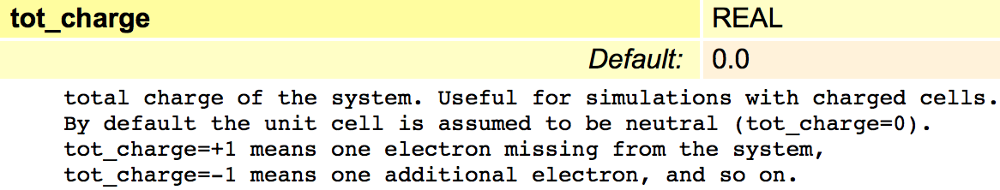 tot_charge REAL
Default: 0.0
total charge of the system. Useful for simulations with charged cells.
By default the unit cell is assumed to be neutral (tot_charge=0).
tot_charge=+1 means one electron missing from the system,
tot_charge=-1 means one additional electron, and so on.